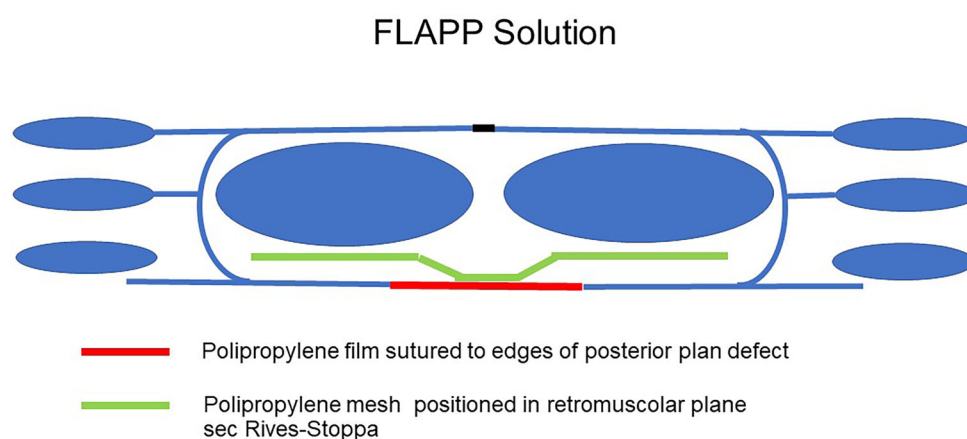 FLAPP Solution
Polipropylene film sutured to edges of posterior plan defect
Polipropylene mesh positioned in retromuscolar plane
sec Rives-Stoppa